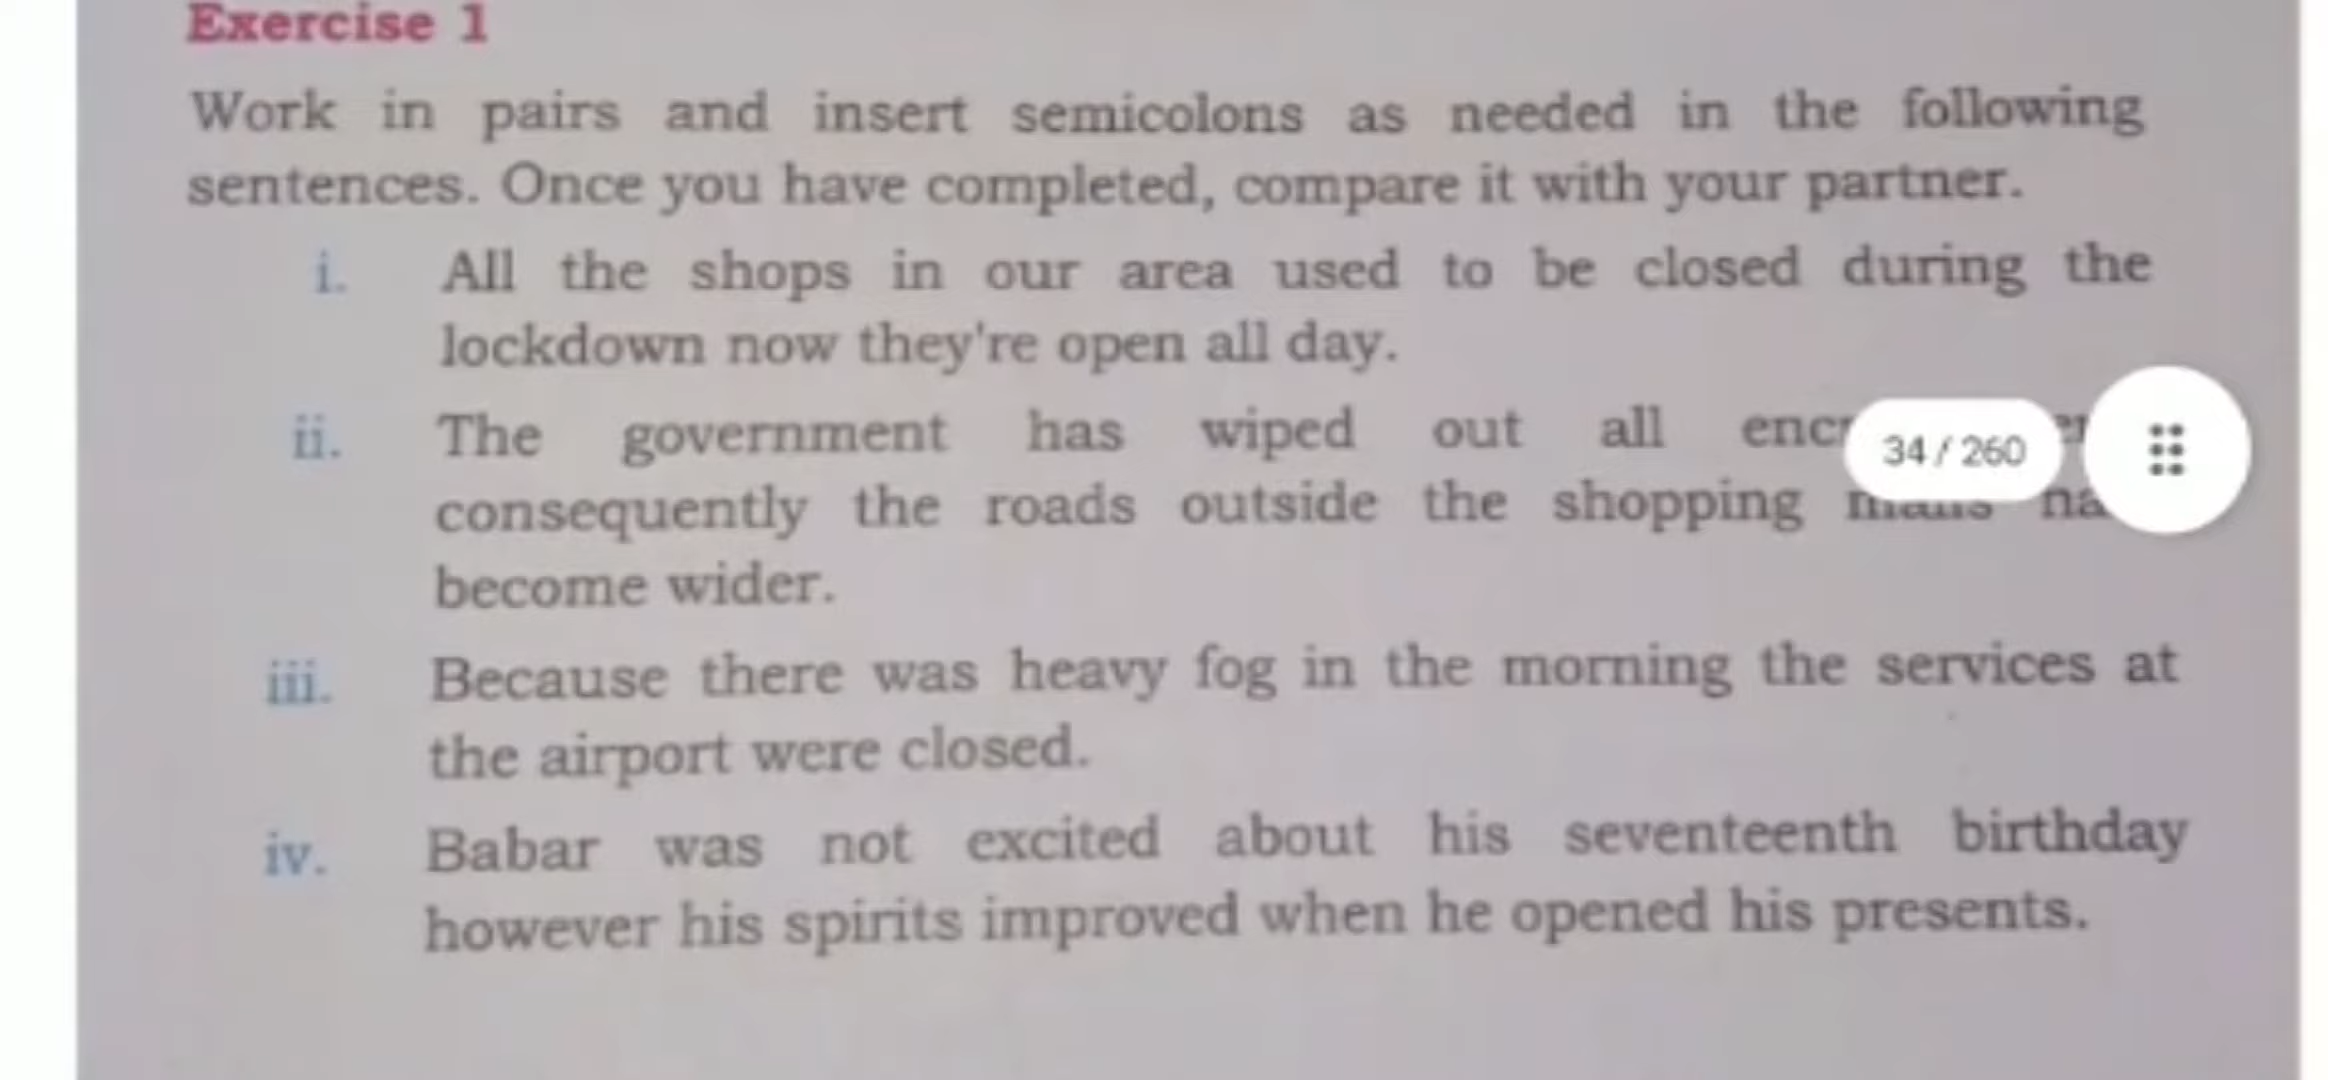 Exercise 1
Work in pairs and insert semicolons as needed in the following
sentences. Once you have completed, compare it with your partner.
i. All the shops in our area used to be closed during the
lockdown now they're open all day.
ii. The government has wiped out all
34 / 260
consequently the roads outside the shopping
become wider.
iii. Because there was heavy fog in the morning the services at
the airport were closed.
iv. Babar was not excited about his seventeenth birthday
however his spirits improved when he opened his presents.